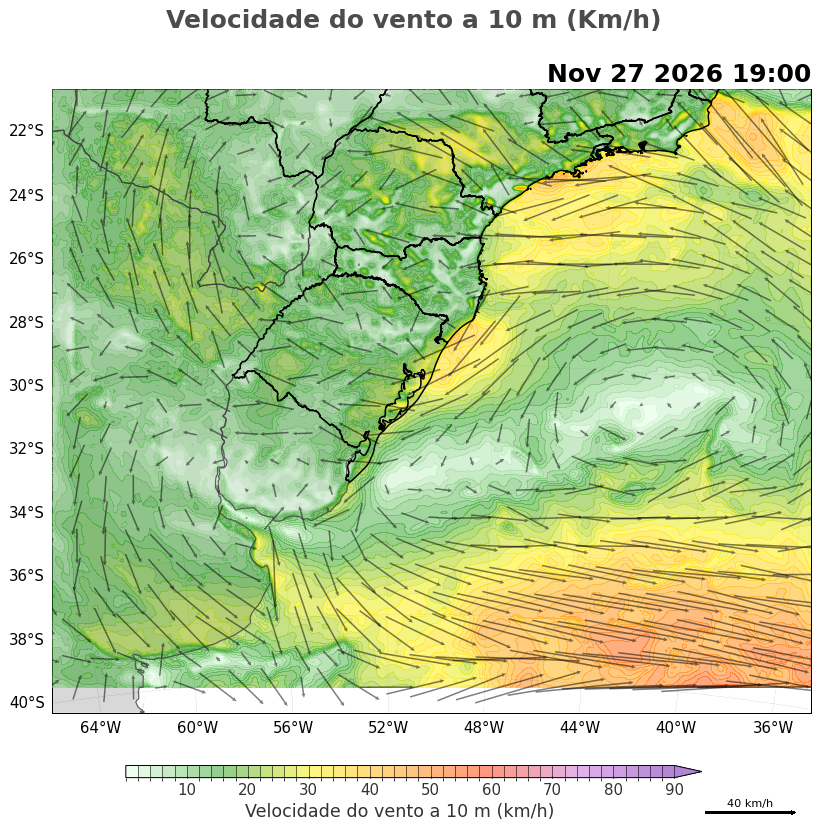 Velocidade do vento a 10 m (Km/h)
Nov 27 2026 19:00
22°S
24°S
26°S
28°S
30°S
32°S
34°S
36°S
38°S
40°S
64°W 60°W 56°W 52°W 48°W 44°W 40°W 36°W
10 20 30 40 50 60 70 80 90
Velocidade do vento a 10 m (km/h)
40 km/h